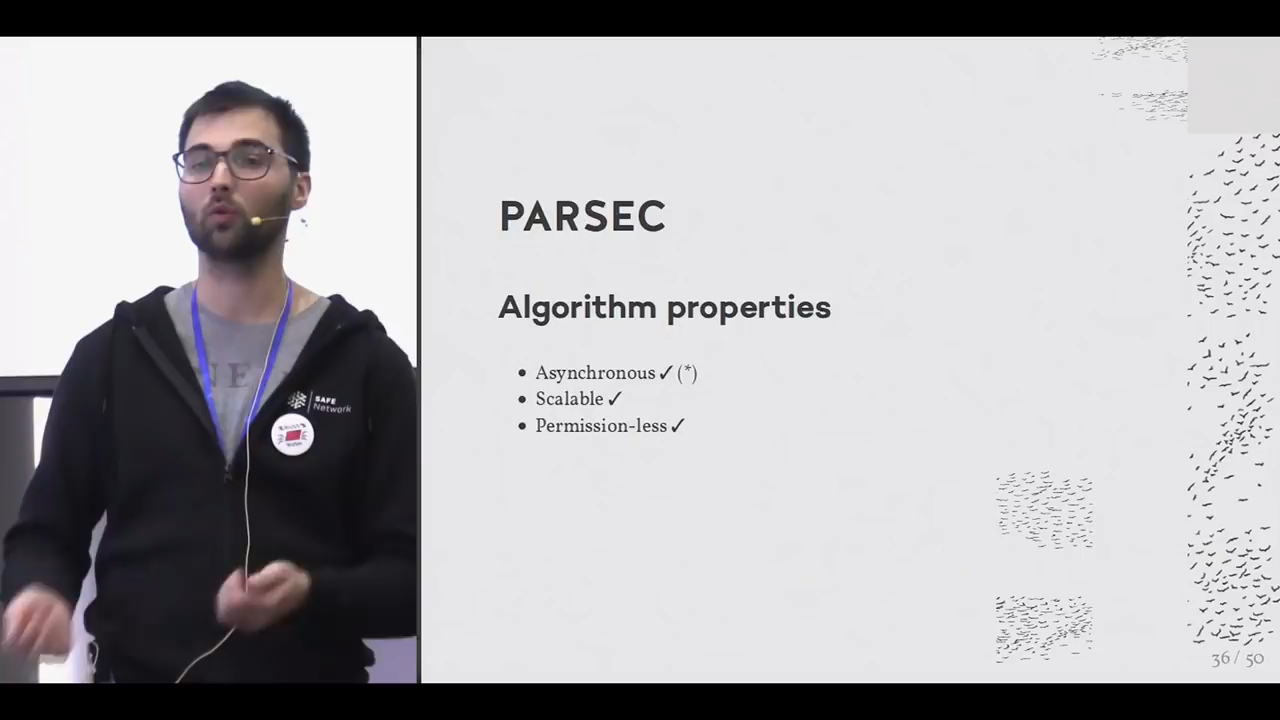 PARSEC
Algorithm properties
• Asynchronous ✓ (*)
• Scalable ✓
• Permission-less ✓
SAFE
Network
36 / 50